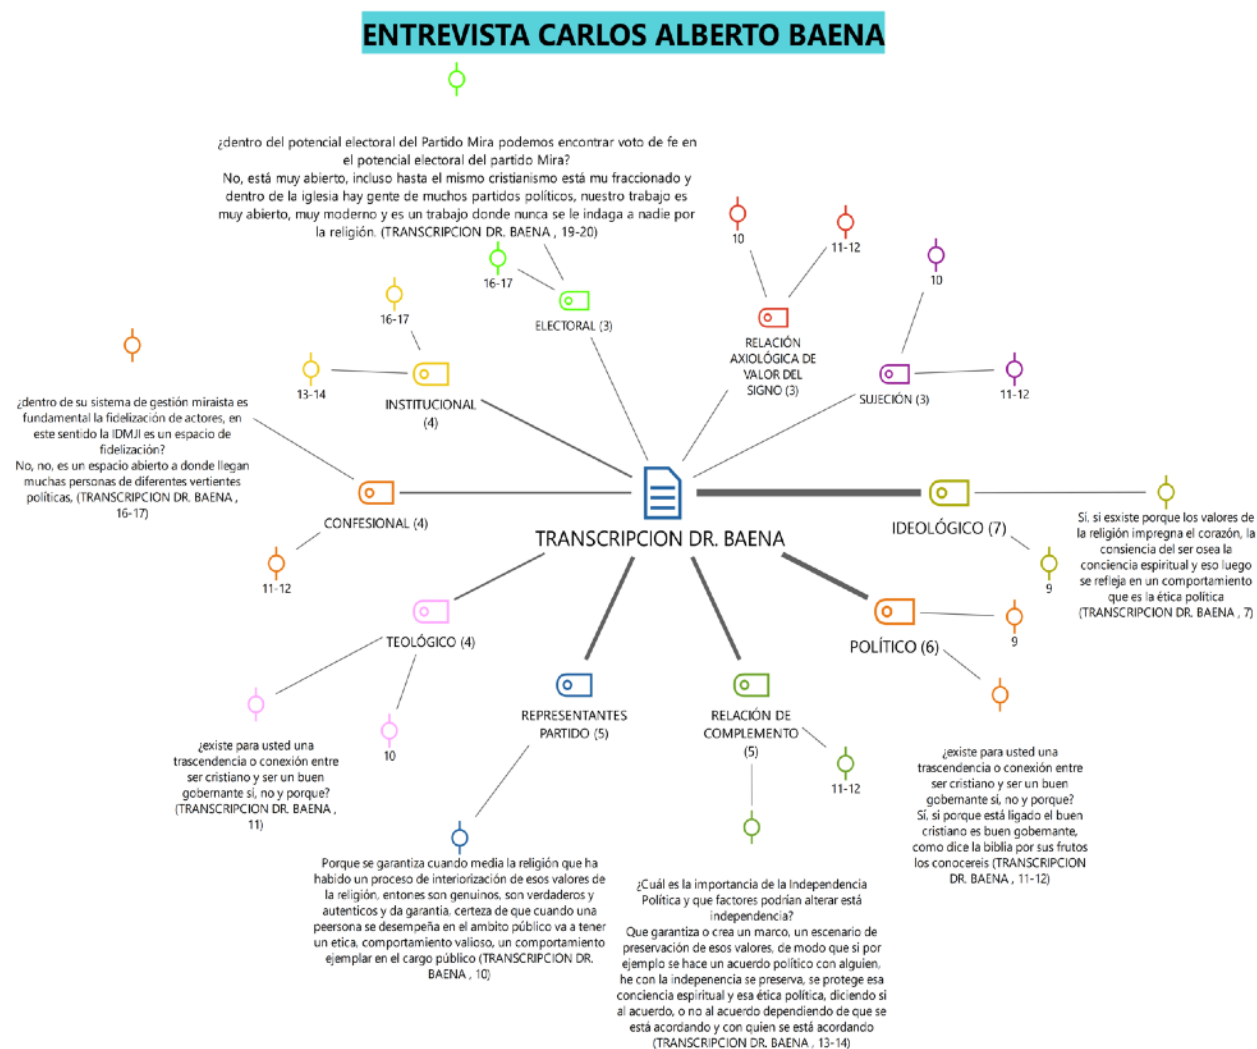 ENTREVISTA CARLOS ALBERTO BAENA
¿dentro del potencial electoral del Partido Mira podemos encontrar voto de fe en
el potencial electoral del partido Mira?
No, está muy abierto, incluso hasta el mismo cristianismo está mu fraccionado y
dentro de la iglesia hay gente de muchos partidos políticos, nuestro trabajo es
muy abierto, muy moderno y es un trabajo donde nunca se le indaga a nadie por
la religión. (TRANSCRIPCION DR. BAENA , 19-20)
16-17
ELECTORAL (3)
10
11-12
RELACIÓN
AXIOLÓGICA DE
VALOR DEL
SIGNO (3)
10
11-12
SUJECIÓN (3)
16-17
13-14
INSTITUCIONAL
(4)
¿dentro de su sistema de gestión miraista es
fundamental la fidelización de actores, en
este sentido la IDMJI es un espacio de
fidelización?
No, no, es un espacio abierto a donde llegan
muchas personas de diferentes vertientes
políticas, (TRANSCRIPCION DR. BAENA ,
16-17)
CONFESIONAL (4)
11-12
TRANSCRIPCION DR. BAENA
IDEOLÓGICO (7)
Sí, si esxiste porque los valores de
la religión impregna el corazón, la
consiencia del ser osea la
conciencia espiritual y eso luego
se refleja en un comportamiento
que es la ética política
(TRANSCRIPCION DR. BAENA , 7)
9
POLÍTICO (6)
9
¿existe para usted una
trascendencia o conexión entre
ser cristiano y ser un buen
gobernante si, no y porque?
Sí, si porque está ligado el buen
cristiano es buen gobernante,
como dice la biblia por sus frutos
los conocereis (TRANSCRIPCION
DR. BAENA , 11-12)
TEOLÓGICO (4)
¿existe para usted una
trascendencia o conexión entre
ser cristiano y ser un buen
gobernante si, no y porque?
(TRANSCRIPCION DR. BAENA ,
11)
10
REPRESENTANTES
PARTIDO (5)
Porque se garantiza cuando media la religión que ha
habido un proceso de interiorización de esos valores de
la religión, entones son genuinos, son verdaderos y
autenticos y da garantia, certeza de que cuando una
peersona se desempeña en el ambito público va a tener
un etica, comportamiento valioso, un comportamiento
ejemplar en el cargo público (TRANSCRIPCION DR.
BAENA , 10)
RELACIÓN DE
COMPLEMENTO
(5)
11-12
¿Cuál es la importancia de la Independencia
Política y que factores podrían alterar está
independencia?
Que garantiza o crea un marco, un escenario de
preservación de esos valores, de modo que si por
ejemplo se hace un acuerdo político con alguien,
he con la indepenencia se preserva, se protege esa
conciencia espiritual y esa ética política, diciendo si
al acuerdo, o no al acuerdo dependiendo de que se
está acordando y con quien se está acordando
(TRANSCRIPCION DR. BAENA , 13-14)